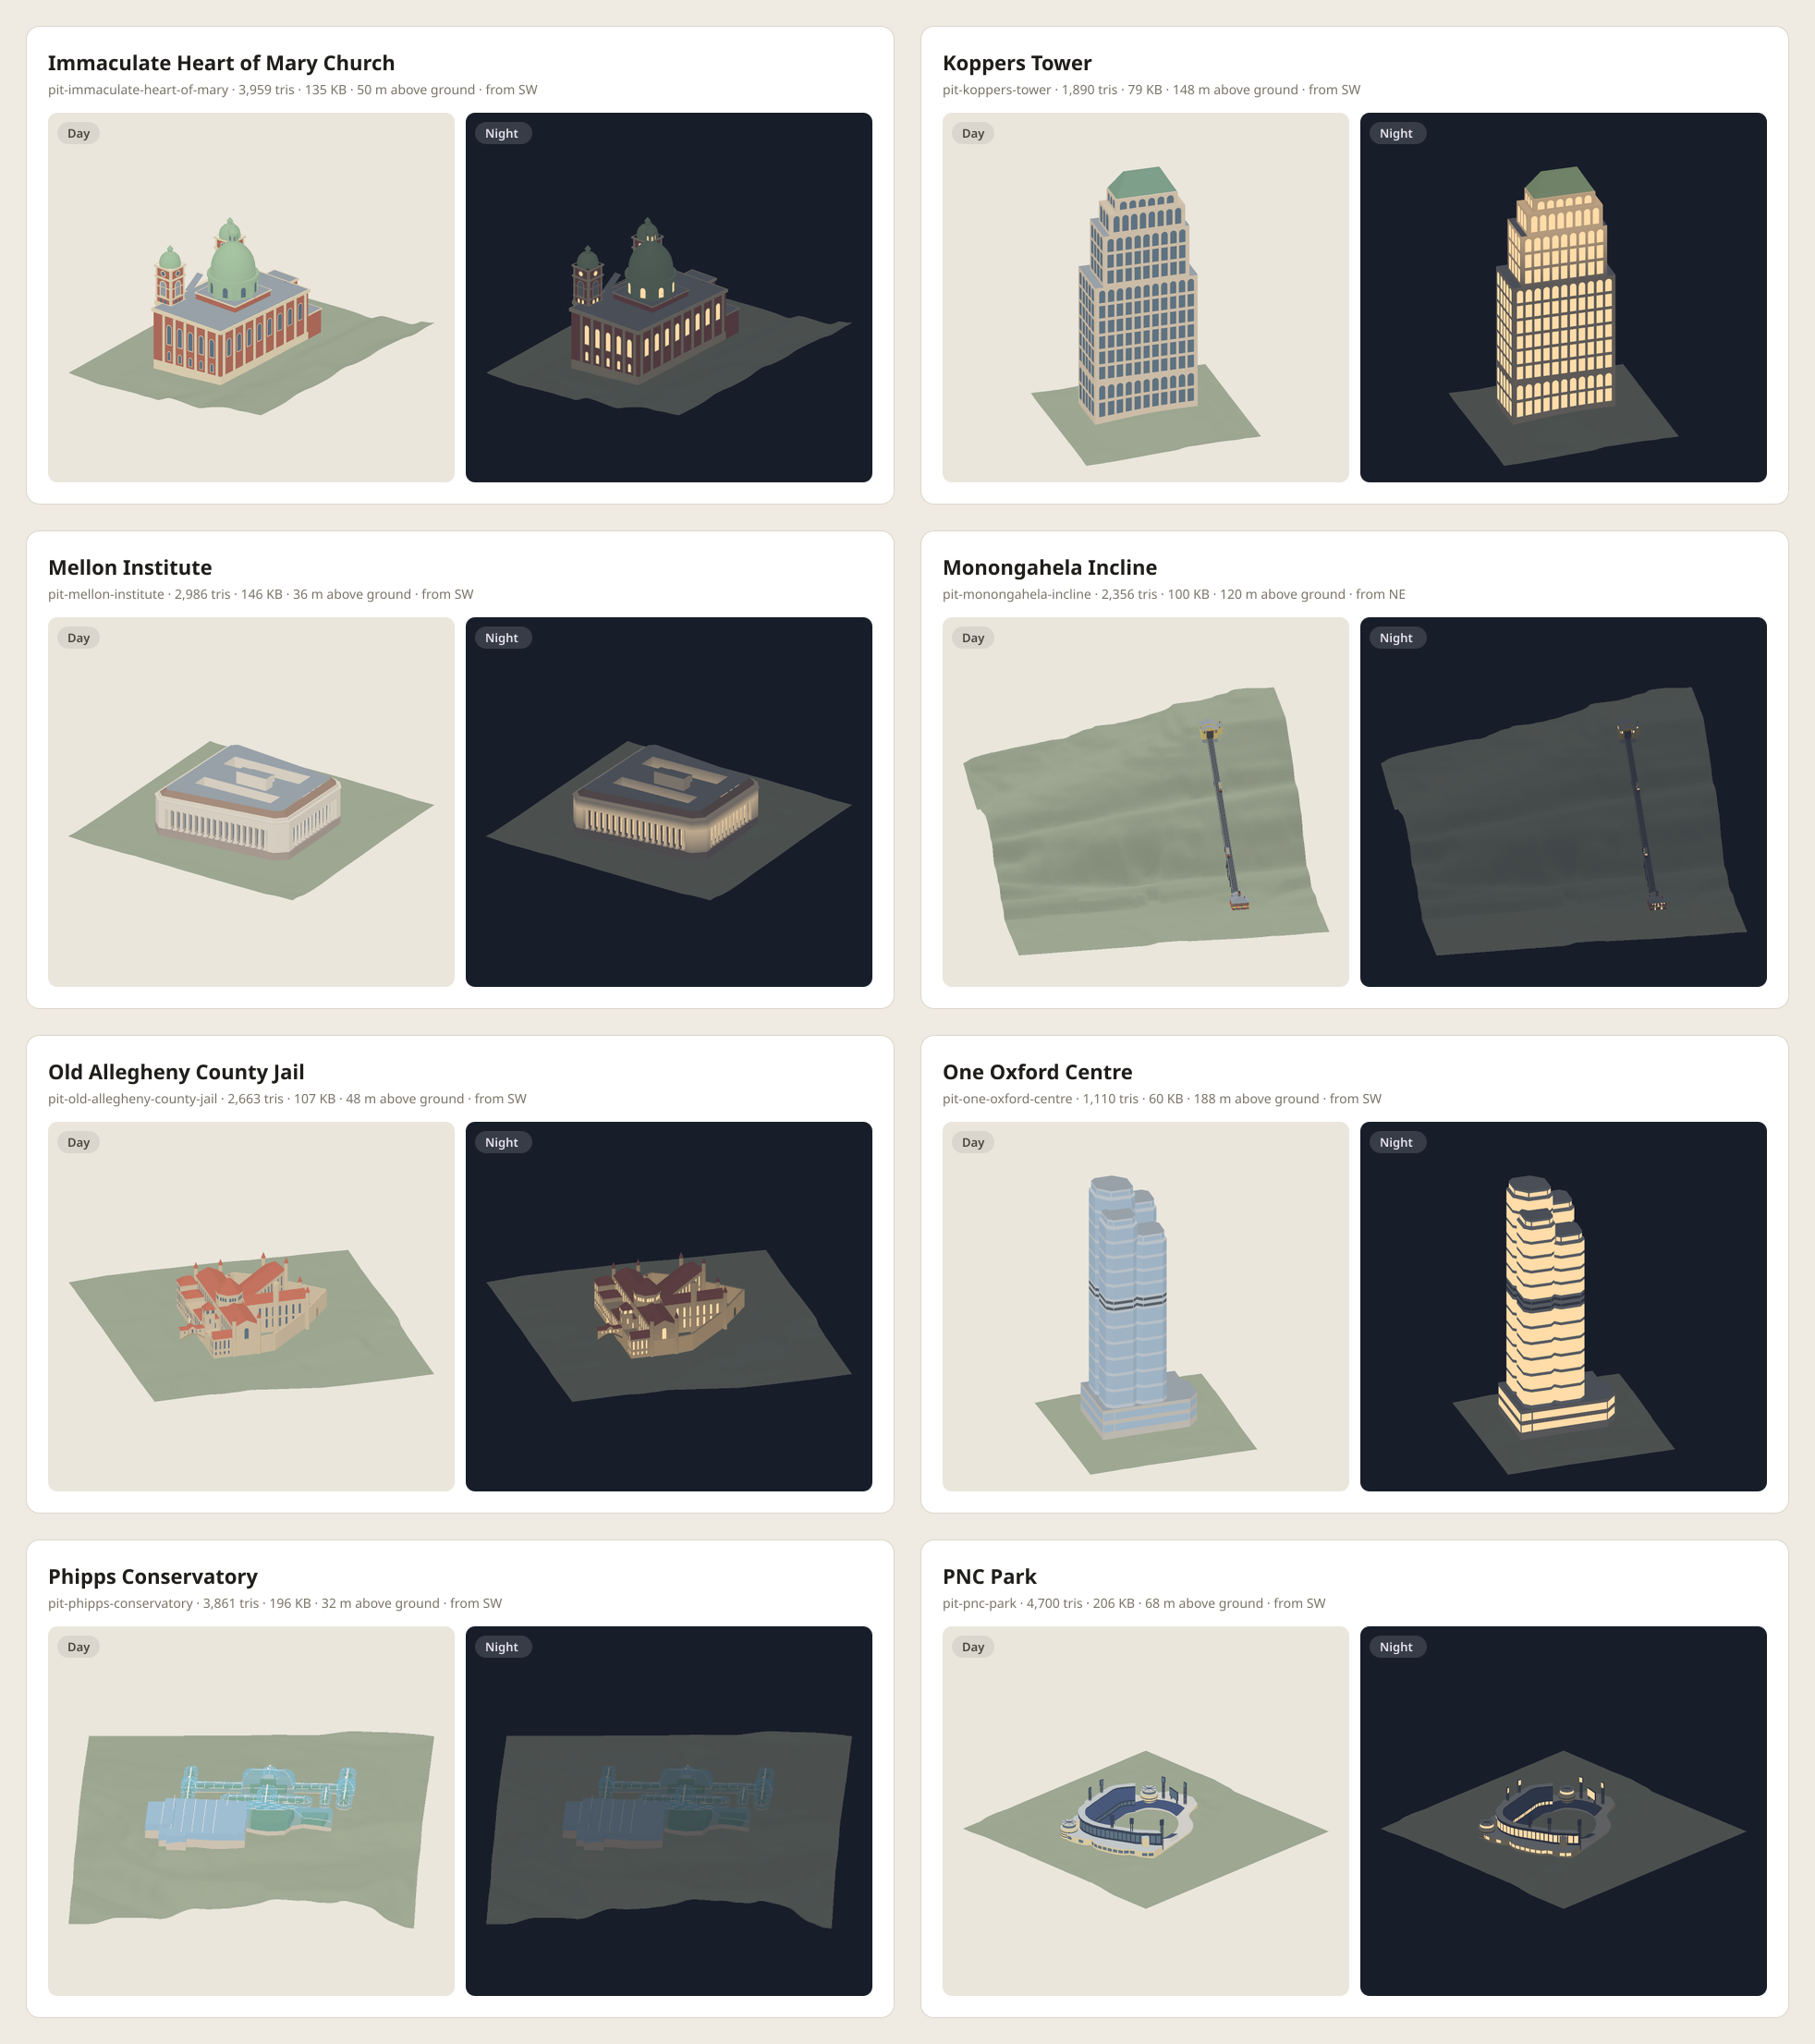 Immaculate Heart of Mary Church
pit-immaculate-heart-of-mary · 3,959 tris · 135 KB · 50 m above ground · from SW
Day
Night
Koppers Tower
pit-koppers-tower · 1,890 tris · 79 KB · 148 m above ground · from SW
Day
Night
Mellon Institute
pit-mellon-institute · 2,986 tris · 146 KB · 36 m above ground · from SW
Day
Night
Monongahela Incline
pit-monongahela-incline · 2,356 tris · 100 KB · 120 m above ground · from NE
Day
Night
Old Allegheny County Jail
pit-old-allegheny-county-jail · 2,663 tris · 107 KB · 48 m above ground · from SW
Day
Night
One Oxford Centre
pit-one-oxford-centre · 1,110 tris · 60 KB · 188 m above ground · from SW
Day
Night
Phipps Conservatory
pit-phipps-conservatory · 3,861 tris · 196 KB · 32 m above ground · from SW
Day
Night
PNC Park
pit-pnc-park · 4,700 tris · 206 KB · 68 m above ground · from SW
Day
Night